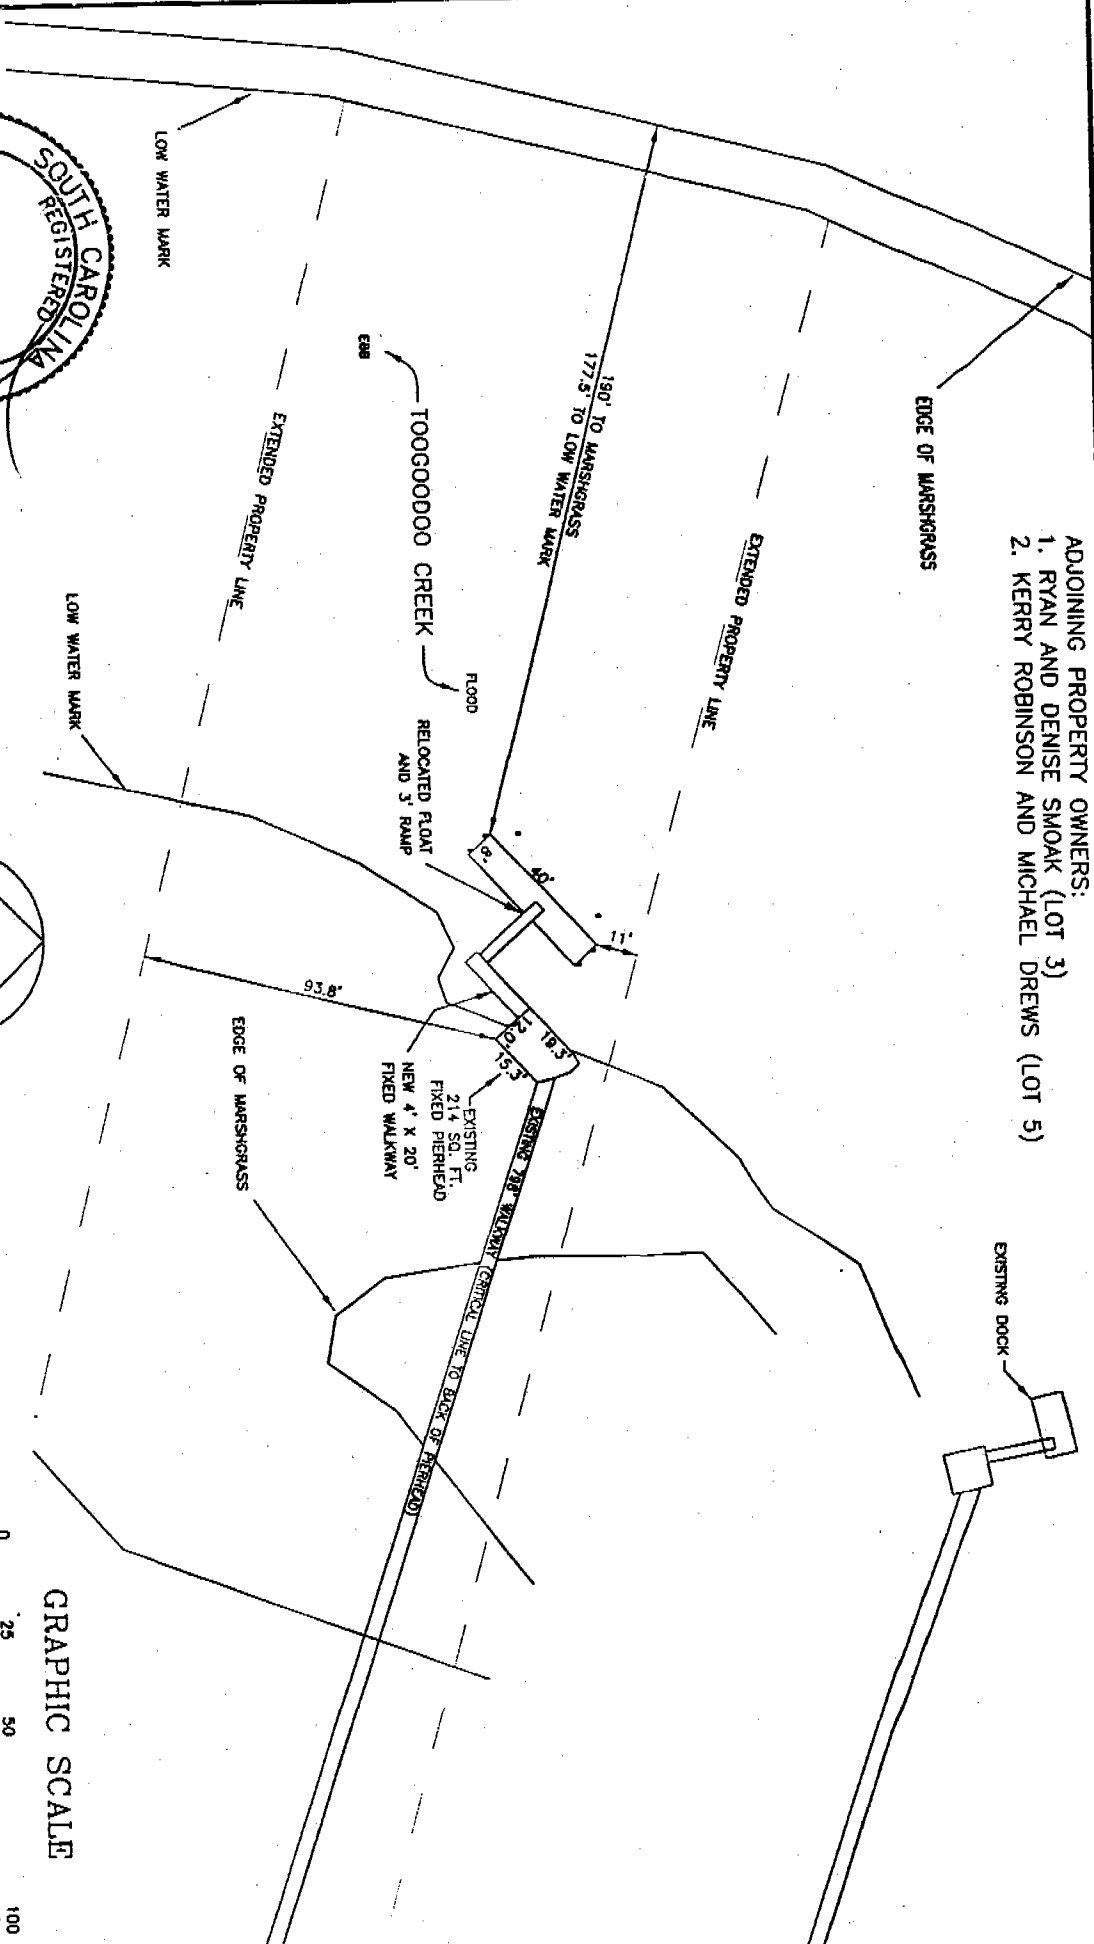 ADJOINING PROPERTY OWNERS:
1. RYAN AND DENISE SMOAK (LOT 3)
2. KERRY ROBINSON AND MICHAEL DREWS (LOT 5)
EDGE OF MARSHGRASS
EXISTING DOCK
LOW WATER MARK
SOUTH CAROLINA
REGISTERED
190' TO MARSHGRASS
177.5' TO LOW WATER MARK
EXTENDED PROPERTY LINE
EXTENDED PROPERTY LINE
EBB
TOOGOODOO CREEK
FLOOD
RELOCATED FLOAT
AND 3' RAMP
LOW WATER MARK
8'
40'
11'
93.8'
19.3'
12.0'
15.3'
EXISTING
214 SQ. FT.
FIXED PIERHEAD
NEW 4' X 20'
FIXED WALKWAY
EDGE OF MARSHGRASS
EXISTING 798' WALKWAY (CRITICAL LINE TO BACK OF PIERHEAD)
GRAPHIC SCALE
0 25 50 100